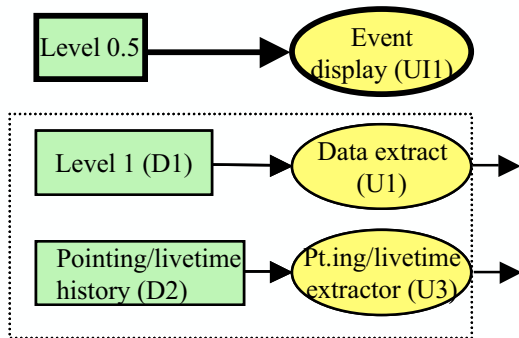 Level 0.5
Event
display (UI1)
Level 1 (D1)
Data extract
(U1)
Pointing/livetime
history (D2)
Pt.ing/livetime
extractor (U3)